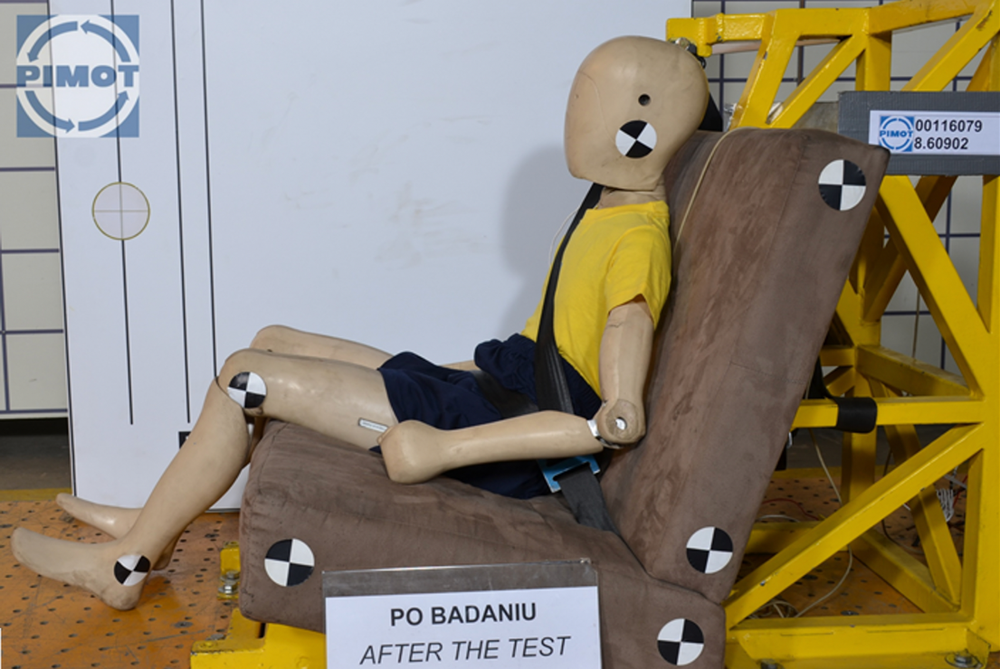 PIMOT
PIMOT 00116079
8.60902
PO BADANIU
AFTER THE TEST